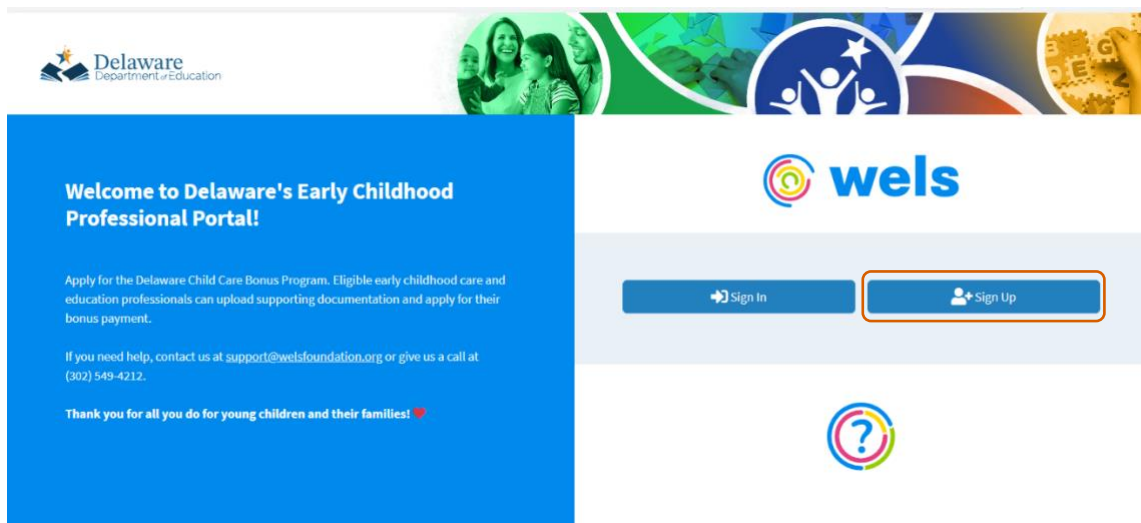 Delaware
Department of Education
Welcome to Delaware's Early Childhood
Professional Portal!
Apply for the Delaware Child Care Bonus Program. Eligible early childhood care and
education professionals can upload supporting documentation and apply for their
bonus payment.
If you need help, contact us at support@welsfoundation.org or give us a call at
(302) 549-4212.
Thank you for all you do for young children and their families!
wels
Sign In
Sign Up
?